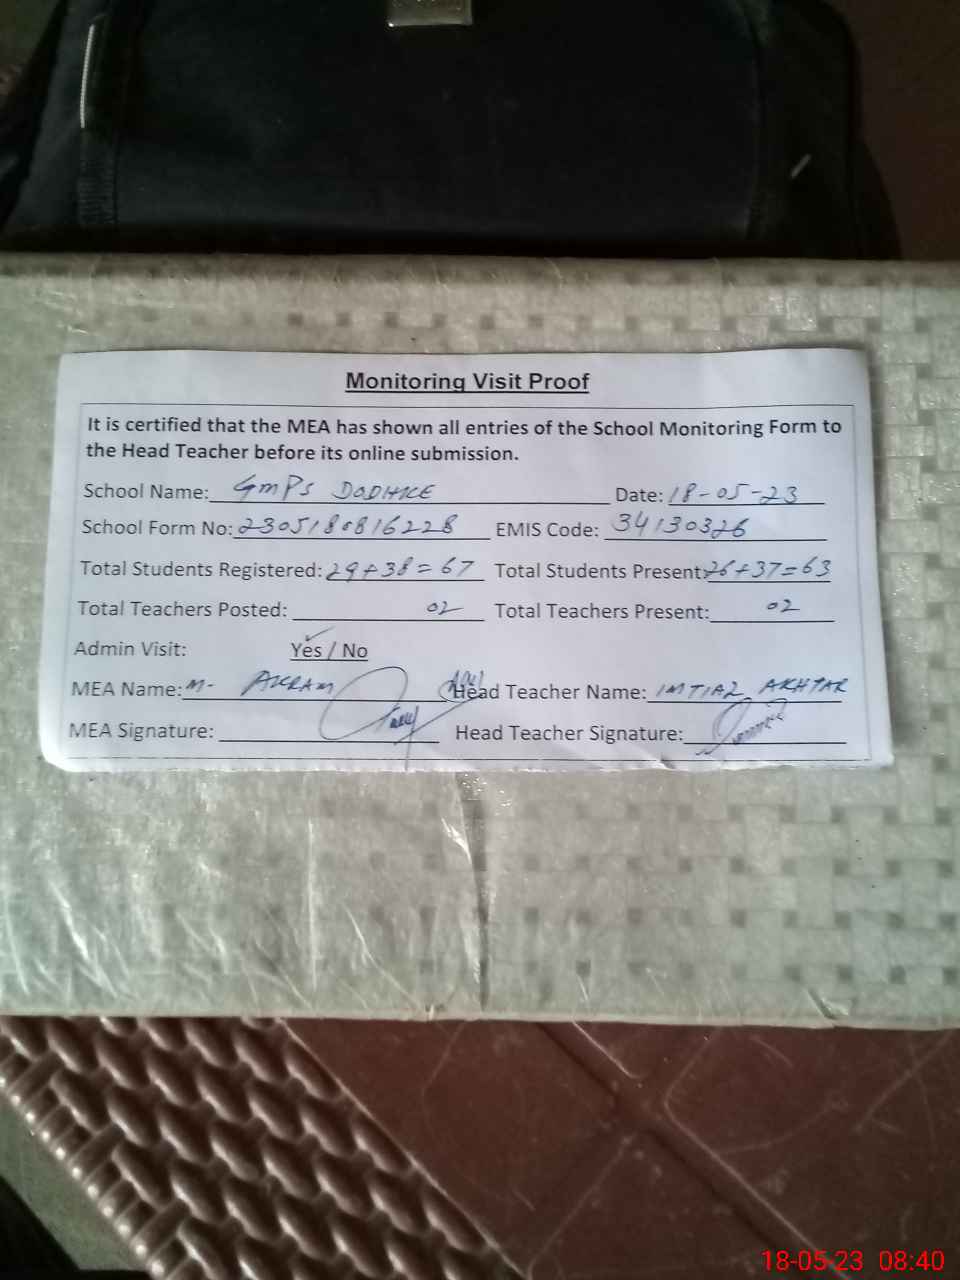 Monitoring Visit Proof
It is certified that the MEA has shown all entries of the School Monitoring Form to
the Head Teacher before its online submission.
School Name: GMPS DODHKE Date: 18-05-23
School Form No: 2305180816228 EMIS Code: 34130326
Total Students Registered: 29+38=67 Total Students Present: 26+37=63
Total Teachers Posted: 02 Total Teachers Present: 02
Admin Visit: Yes / No
MEA Name: M- AKRAM Head Teacher Name: IMTIAZ AKHTAR
MEA Signature: Head Teacher Signature:
18-05-23 08:40